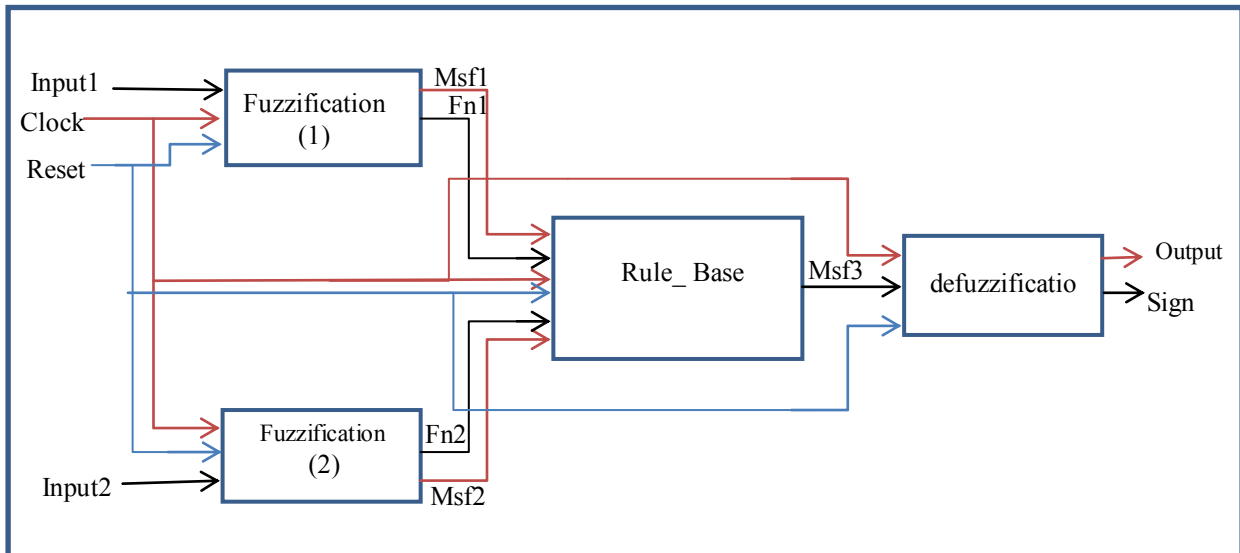 Input1
Clock
Reset
Fuzzification
(1)
Msf1
Fn1
Rule_ Base
Msf3
defuzzificatio
Output
Sign
Fuzzification
(2)
Fn2
Msf2
Input2